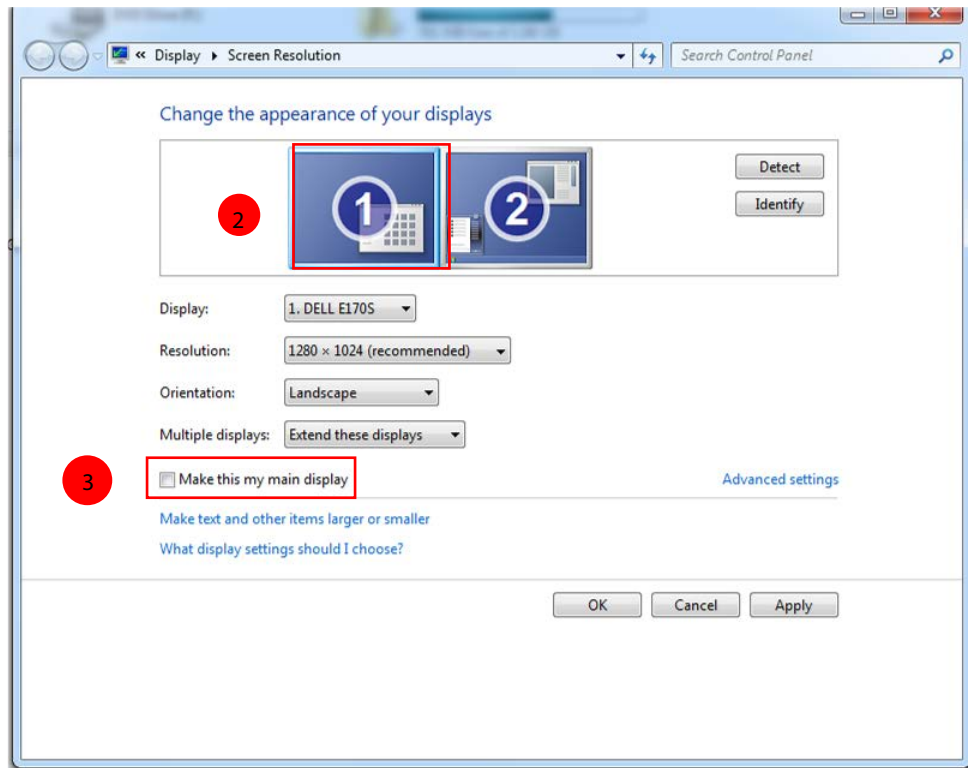 « Display ▸ Screen Resolution
Search Control Panel
Change the appearance of your displays
2
1
2
Detect
Identify
Display:
1. DELL E170S
Resolution:
1280 × 1024 (recommended)
Orientation:
Landscape
Multiple displays:
Extend these displays
3
Make this my main display
Advanced settings
Make text and other items larger or smaller
What display settings should I choose?
OK
Cancel
Apply